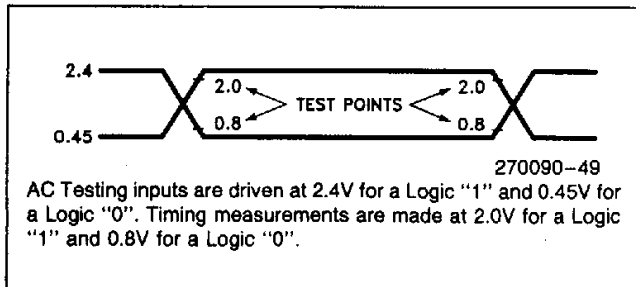 2.4
2.0
TEST POINTS
2.0
0.8
0.8
0.45
270090-49
AC Testing inputs are driven at 2.4V for a Logic "1" and 0.45V for
a Logic "0". Timing measurements are made at 2.0V for a Logic
"1" and 0.8V for a Logic "0".